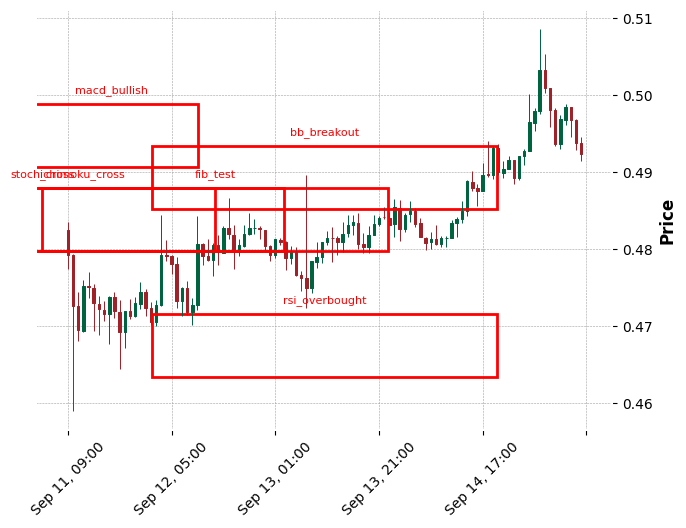 0.51
0.50
0.49
0.48
0.47
0.46
Price
macd_bullish
bb_breakout
ichimoku_cross
fib_test
rsi_overbought
Sep 11, 09:00
Sep 12, 05:00
Sep 13, 01:00
Sep 13, 21:00
Sep 14, 17:00